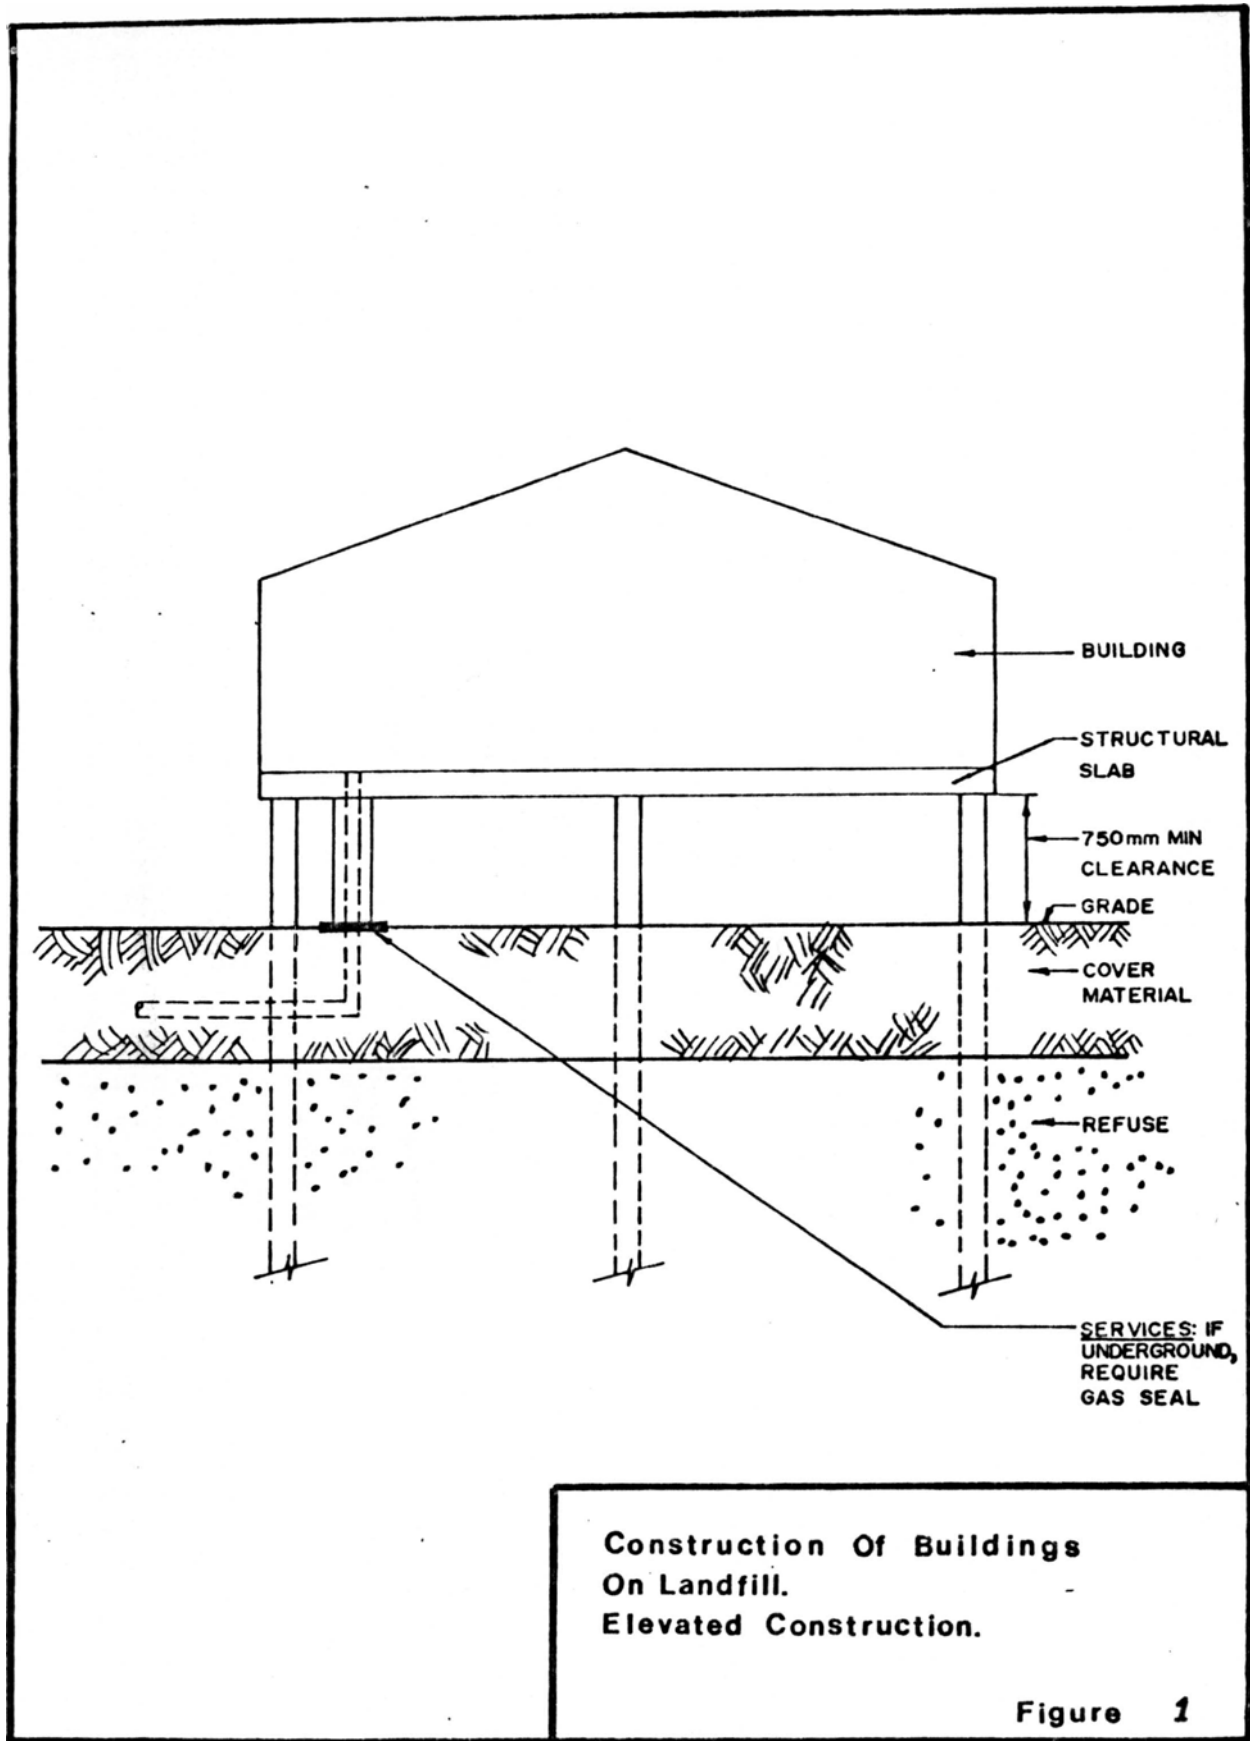 BUILDING
STRUCTURAL
SLAB
750mm MIN
CLEARANCE
GRADE
COVER
MATERIAL
REFUSE
SERVICES: IF
UNDERGROUND,
REQUIRE
GAS SEAL
Construction Of Buildings
On Landfill.
Elevated Construction.
Figure 1